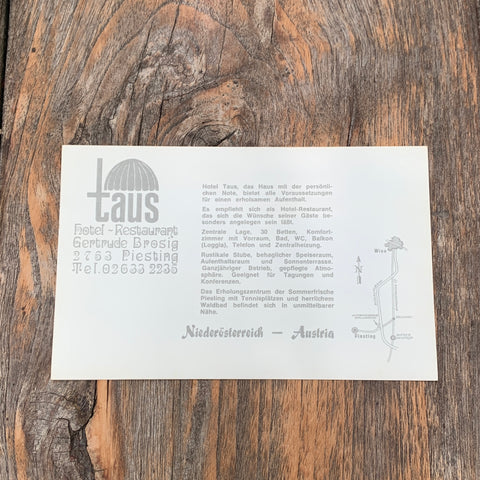 taus
Hotel-Restaurant
Gertrude Brosig
2763 Piesting
Tel. 02633 2235
Hotel Taus, das Haus mit der persönli-
chen Note, bietet alle Voraussetzungen
für einen erholsamen Aufenthalt.
Es empfiehlt sich als Hotel-Restaurant,
das sich die Wünsche seiner Gäste be-
sonders angelegen sein läßt.
Zentrale Lage, 30 Betten, Komfort-
zimmer mit Vorraum, Bad, WC, Balkon
(Loggia), Telefon und Zentralheizung.
Rustikale Stube, behaglicher Speiseraum,
Aufenthaltsraum und Sonnenterrasse.
Ganzjähriger Betrieb, gepflegte Atmo-
sphäre. Geeignet für Tagungen und
Konferenzen,
Das Erholungszentrum der Sommerfrische
Piesting mit Tennisplätzen und herrlichem
Waldbad befindet sich in unmittelbarer
Nähe.
Niederösterreich — Austria
Wien
N
Piesting